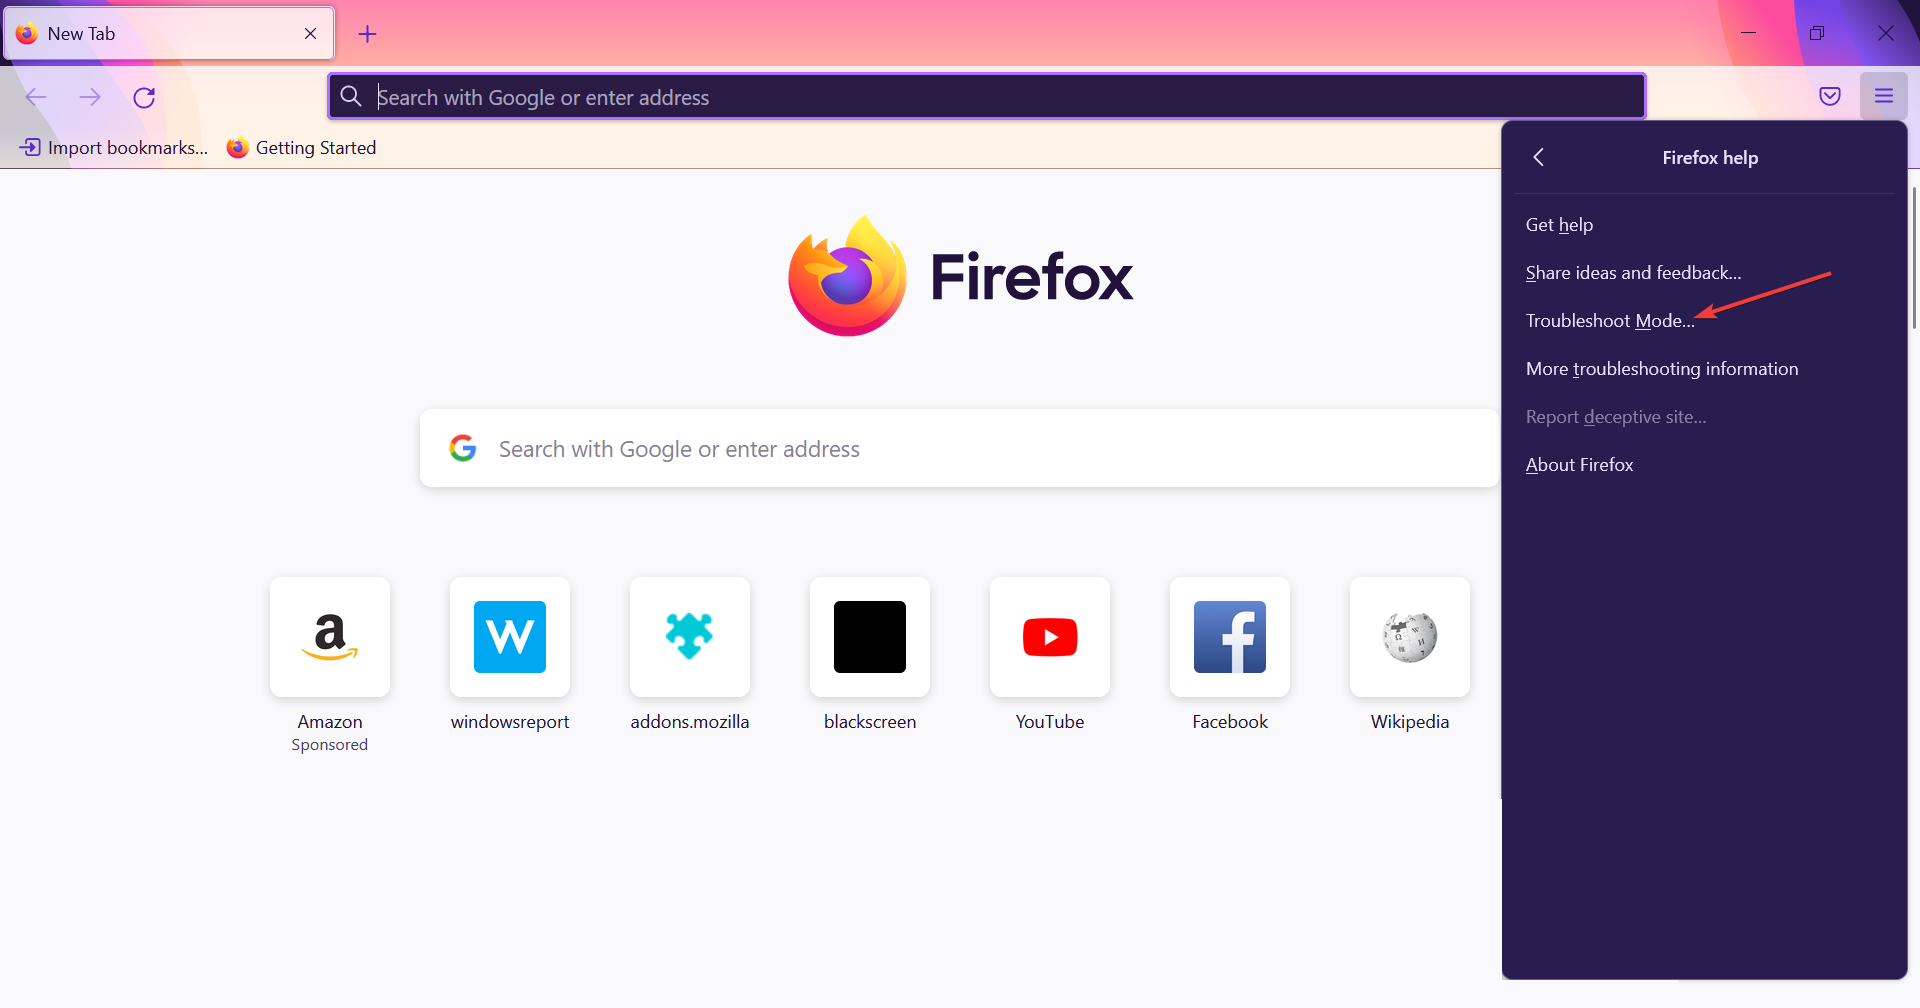 New Tab
Search with Google or enter address
Import bookmarks...
Getting Started
Firefox help
Get help
Share ideas and feedback...
Troubleshoot Mode...
More troubleshooting information
Report deceptive site...
About Firefox
Firefox
Search with Google or enter address
Amazon
Sponsored
windowsreport
addons.mozilla
blackscreen
YouTube
Facebook
Wikipedia